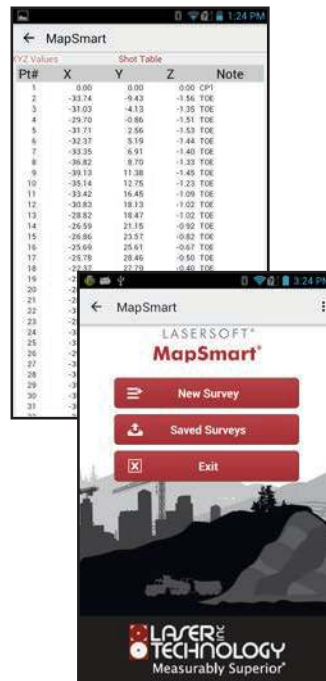 1:24 PM
MapSmart
XYZ Values Shot Table
Pt# X Y Z Note
1 0.00 0.00 0.00 CP1
2 -33.74 -9.43 -1.56 TOE
3 -31.03 -4.13 -1.35 TOE
4 -29.70 -0.86 -1.51 TOE
5 -31.71 2.56 -1.53 TOE
6 -32.37 5.19 -1.44 TOE
7 -33.35 6.91 -1.40 TOE
8 -36.82 8.70 -1.33 TOE
9 -39.13 11.38 -1.45 TOE
10 -35.14 12.75 -1.23 TOE
11 -33.42 16.45 -1.09 TOE
12 -30.83 18.13 -1.02 TOE
13 -28.82 18.47 -1.02 TOE
14 -26.59 21.15 -0.92 TOE
15 -26.86 23.57 -0.82 TOE
16 -25.69 25.61 -0.67 TOE
17 -25.78 28.46 -0.50 TOE
18 -22.37 27.79 -0.40 TOE
19
20
21
22
23
24
25
26
27
28
29
30
31
3:24 PM
MapSmart
LASERSOFT®
MapSmart®
New Survey
Saved Surveys
Exit
LASER INC
TECHNOLOGY
Measurably Superior®